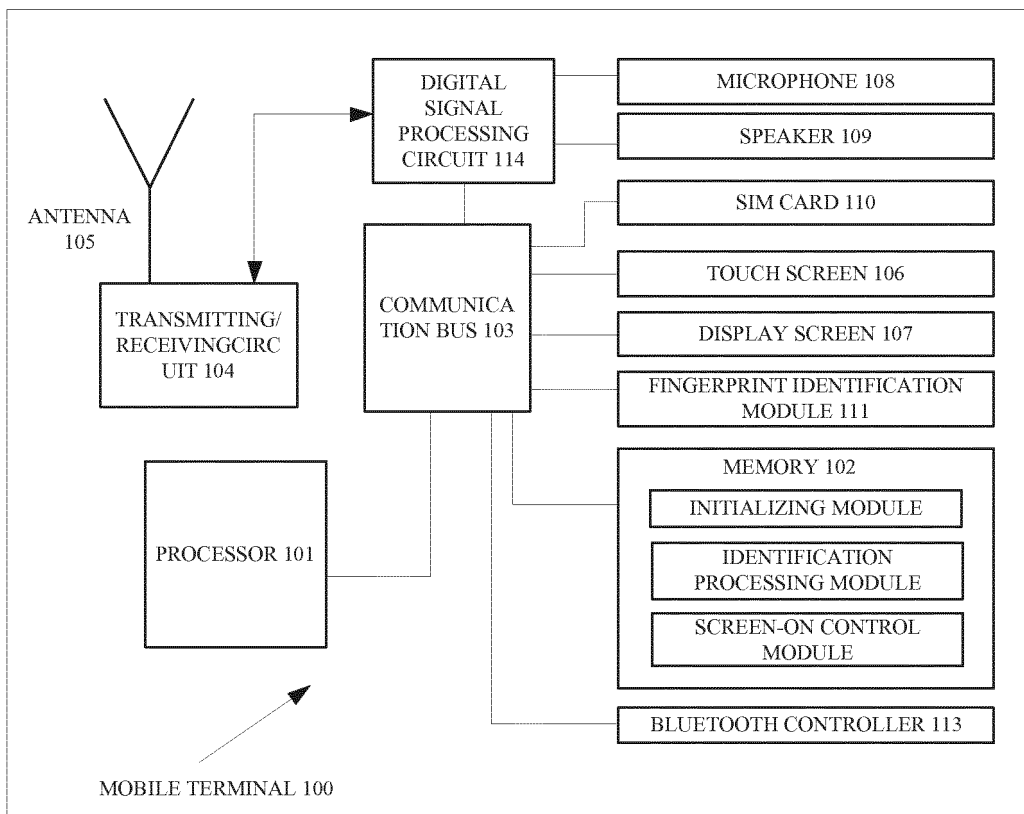 DIGITAL
SIGNAL
PROCESSING
CIRCUIT 114
MICROPHONE 108
SPEAKER 109
SIM CARD 110
ANTENNA
105
TOUCH SCREEN 106
COMMUNICA
TION BUS 103
TRANSMITTING/
RECEIVINGCIRC
UIT 104
DISPLAY SCREEN 107
FINGERPRINT IDENTIFICATION
MODULE 111
MEMORY 102
INITIALIZING MODULE
IDENTIFICATION
PROCESSING MODULE
SCREEN-ON CONTROL
MODULE
PROCESSOR 101
BLUETOOTH CONTROLLER 113
MOBILE TERMINAL 100